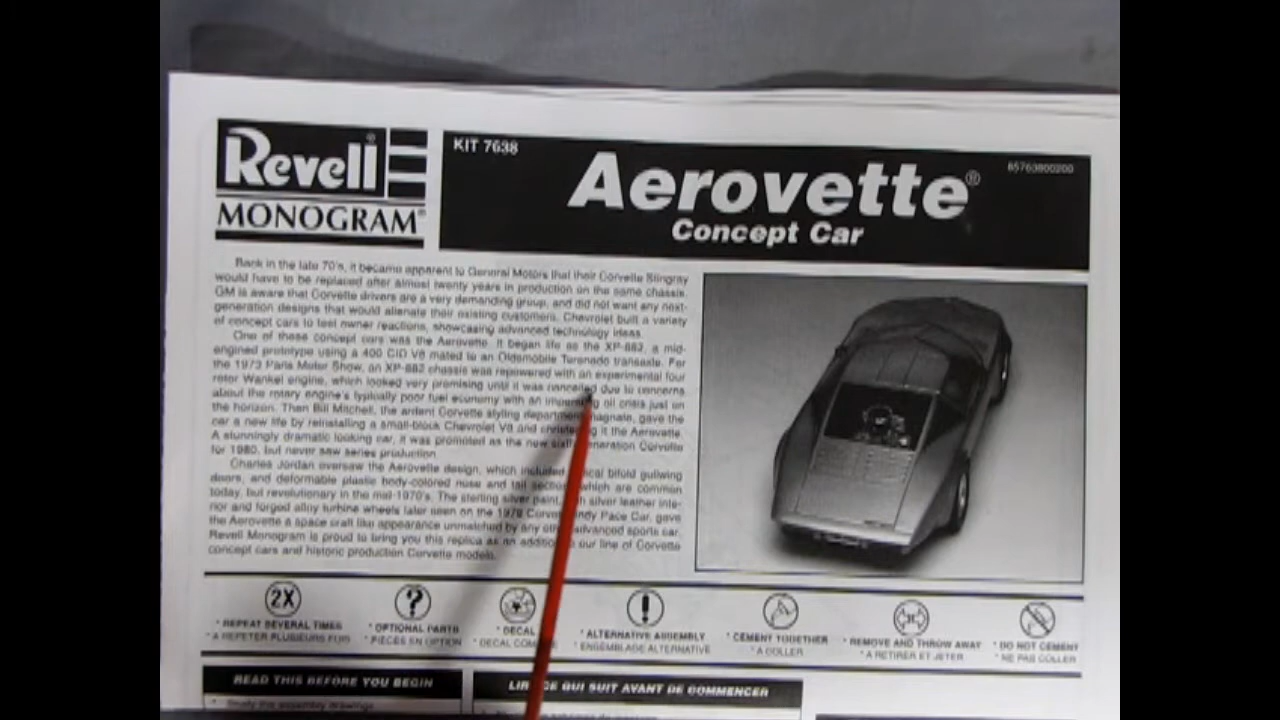 Revell®
MONOGRAM®
KIT 7638
85763800200
Aerovette®
Concept Car
Back in the late 70's, it became apparent to General Motors that their Corvette Stingray
would have to be replaced after almost twenty years in production on the same chassis.
GM is aware that Corvette drivers are a very demanding group, and did not want any next-
generation designs that would alienate their existing customers. Chevrolet built a variety
of concept cars to test owner reactions, showcasing advanced technology ideas.
One of these concept cars was the Aerovette. It began life as the XP-882, a mid-
engined prototype using a 400 CID V8 mated to an Oldsmobile Toronado transaxle. For
the 1973 Paris Motor Show, an XP-882 chassis was repowered with an experimental four
rotor Wankel engine, which looked very promising until it was cancelled due to concerns
about the rotary engine's typically poor fuel economy with an oil crisis just on
the horizon. Then Bill Mitchell, the ardent Corvette styling department magnate, gave the
car a new life by reinstalling a small-block Chevrolet V8 and it the Aerovette.
A stunningly dramatic looking car, it was promoted as the new generation Corvette
for 1980, but never saw series production.
Charles Jordan oversaw the Aerovette design, which included bifold gullwing
doors, and deformable plastic body-colored nose and tail which are common
today, but revolutionary in the mid-1970's. The sterling silver paint, silver leather inte-
rior and forged alloy turbine wheels later seen on the 1978 Indy Pace Car, gave
the Aerovette a space craft like appearance unmatched by any advanced sports car.
Revell Monogram is proud to bring you this replica as an our line of Corvette
concept cars and historic production Corvette models.
2X
* REPEAT SEVERAL TIMES
* A REPETER PLUSIEURS FOIS
?
* OPTIONAL PARTS
* PIECES EN OPTION
* DECAL
* DECAL
!
* ALTERNATIVE ASSEMBLY
* ENSEMBLADE ALTERNATIVE
* CEMENT TOGETHER
* A COLLER
* REMOVE AND THROW AWAY
* A RETIRER ET JETER
* DO NOT CEMENT
* NE PAS COLLER
READ THIS BEFORE YOU BEGIN
* Study the assembly drawings
CE QUI SUIT AVANT DE COMMENCER